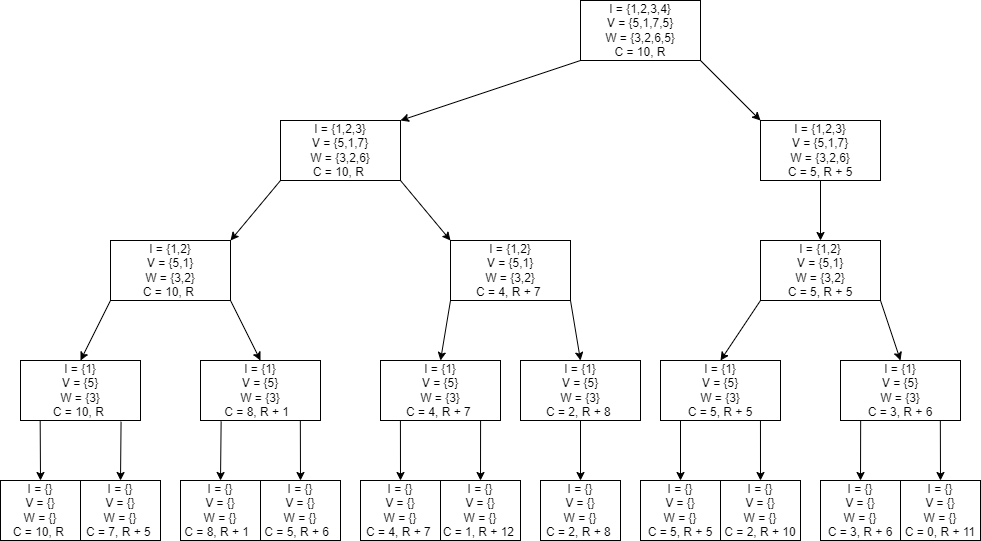 I = {1,2,3,4}
V = {5,1,7,5}
W = {3,2,6,5}
C = 10, R
I = {1,2,3}
V = {5,1,7}
W = {3,2,6}
C = 10, R
I = {1,2,3}
V = {5,1,7}
W = {3,2,6}
C = 5, R + 5
I = {1,2}
V = {5,1}
W = {3,2}
C = 10, R
I = {1,2}
V = {5,1}
W = {3,2}
C = 4, R + 7
I = {1,2}
V = {5,1}
W = {3,2}
C = 5, R + 5
I = {1}
V = {5}
W = {3}
C = 10, R
I = {1}
V = {5}
W = {3}
C = 8, R + 1
I = {1}
V = {5}
W = {3}
C = 4, R + 7
I = {1}
V = {5}
W = {3}
C = 2, R + 8
I = {1}
V = {5}
W = {3}
C = 5, R + 5
I = {1}
V = {5}
W = {3}
C = 3, R + 6
I = {}
V = {}
W = {}
C = 10, R
I = {}
V = {}
W = {}
C = 7, R + 5
I = {}
V = {}
W = {}
C = 8, R + 1
I = {}
V = {}
W = {}
C = 5, R + 6
I = {}
V = {}
W = {}
C = 4, R + 7
I = {}
V = {}
W = {}
C = 1, R + 12
I = {}
V = {}
W = {}
C = 2, R + 8
I = {}
V = {}
W = {}
C = 5, R + 5
I = {}
V = {}
W = {}
C = 2, R + 10
I = {}
V = {}
W = {}
C = 3, R + 6
I = {}
V = {}
W = {}
C = 0, R + 11